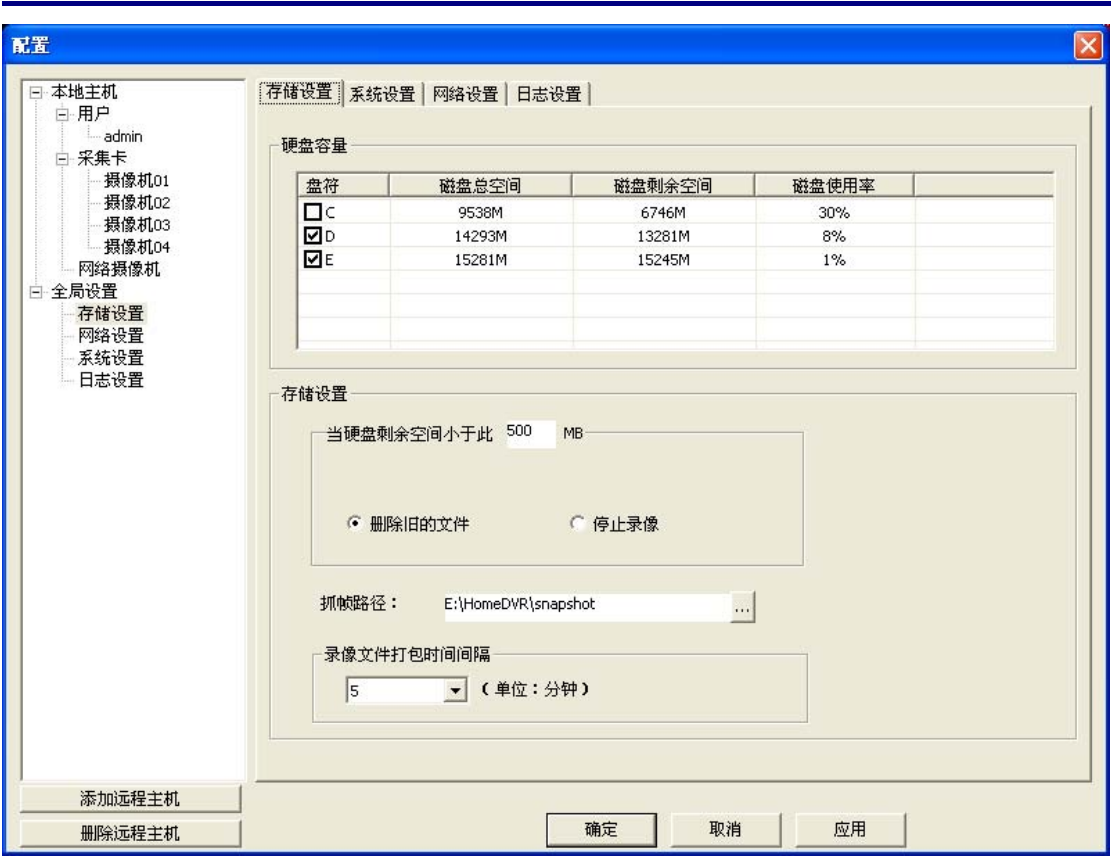 配置
本地主机
用户
admin
采集卡
摄像机01
摄像机02
摄像机03
摄像机04
网络摄像机
全局设置
存储设置
网络设置
系统设置
日志设置
添加远程主机
删除远程主机
存储设置 系统设置 网络设置 日志设置
硬盘容量
盘符 磁盘总空间 磁盘剩余空间 磁盘使用率
C 9538M 6746M 30%
D 14293M 13281M 8%
E 15281M 15245M 1%
存储设置
当硬盘剩余空间小于此 500 MB
删除旧的文件 停止录像
抓帧路径： E:\HomeDVR\snapshot ...
录像文件打包时间间隔
5 （单位：分钟）
确定 取消 应用